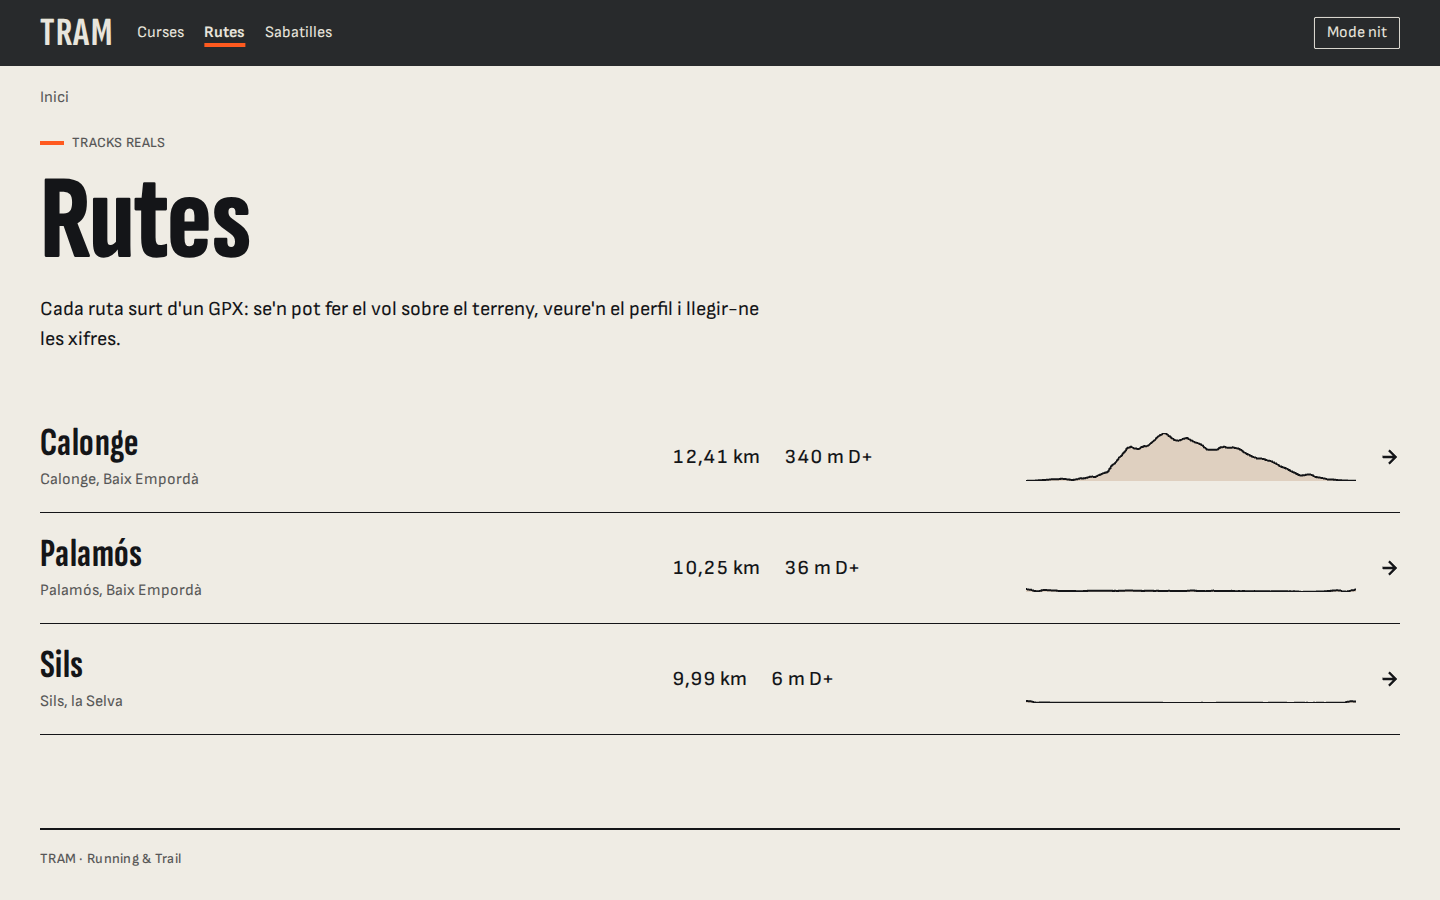 TRAM
Curses
Rutes
Sabatilles
Mode nit
Inici
TRACKS REALS
Rutes
Cada ruta surt d'un GPX: se'n pot fer el vol sobre el terreny, veure'n el perfil i llegir-ne
les xifres.
Calonge
Calonge, Baix Empordà
12,41 km 340 m D+
Palamós
Palamós, Baix Empordà
10,25 km 36 m D+
Sils
Sils, la Selva
9,99 km 6 m D+
TRAM · Running & Trail